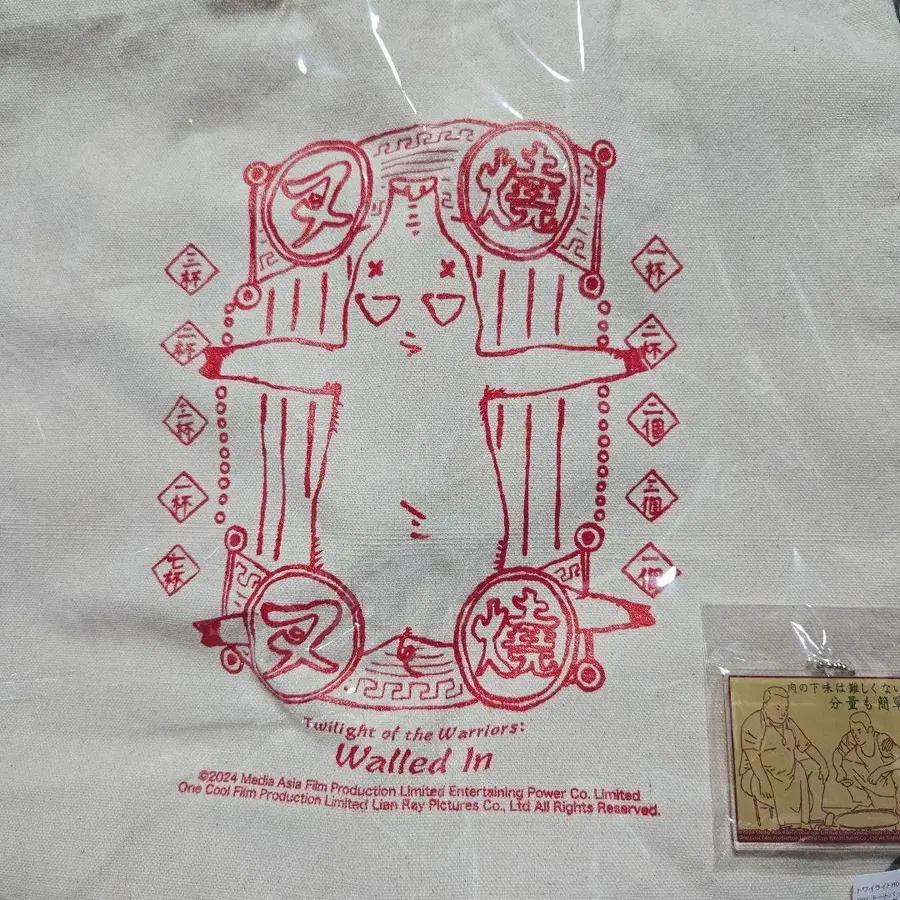 叉 燒
三杯
一杯
二杯
二杯
三杯
二個
一杯
三個
七杯
一個
叉 燒
Twilight of the Warriors:
Walled In
©2024 Media Asia Film Production Limited Entertaining Power Co. Limited
One Cool Film Production Limited Lian Ray Pictures Co., Ltd All Rights Reserved.
肉の下味は難しくない
分量も簡単